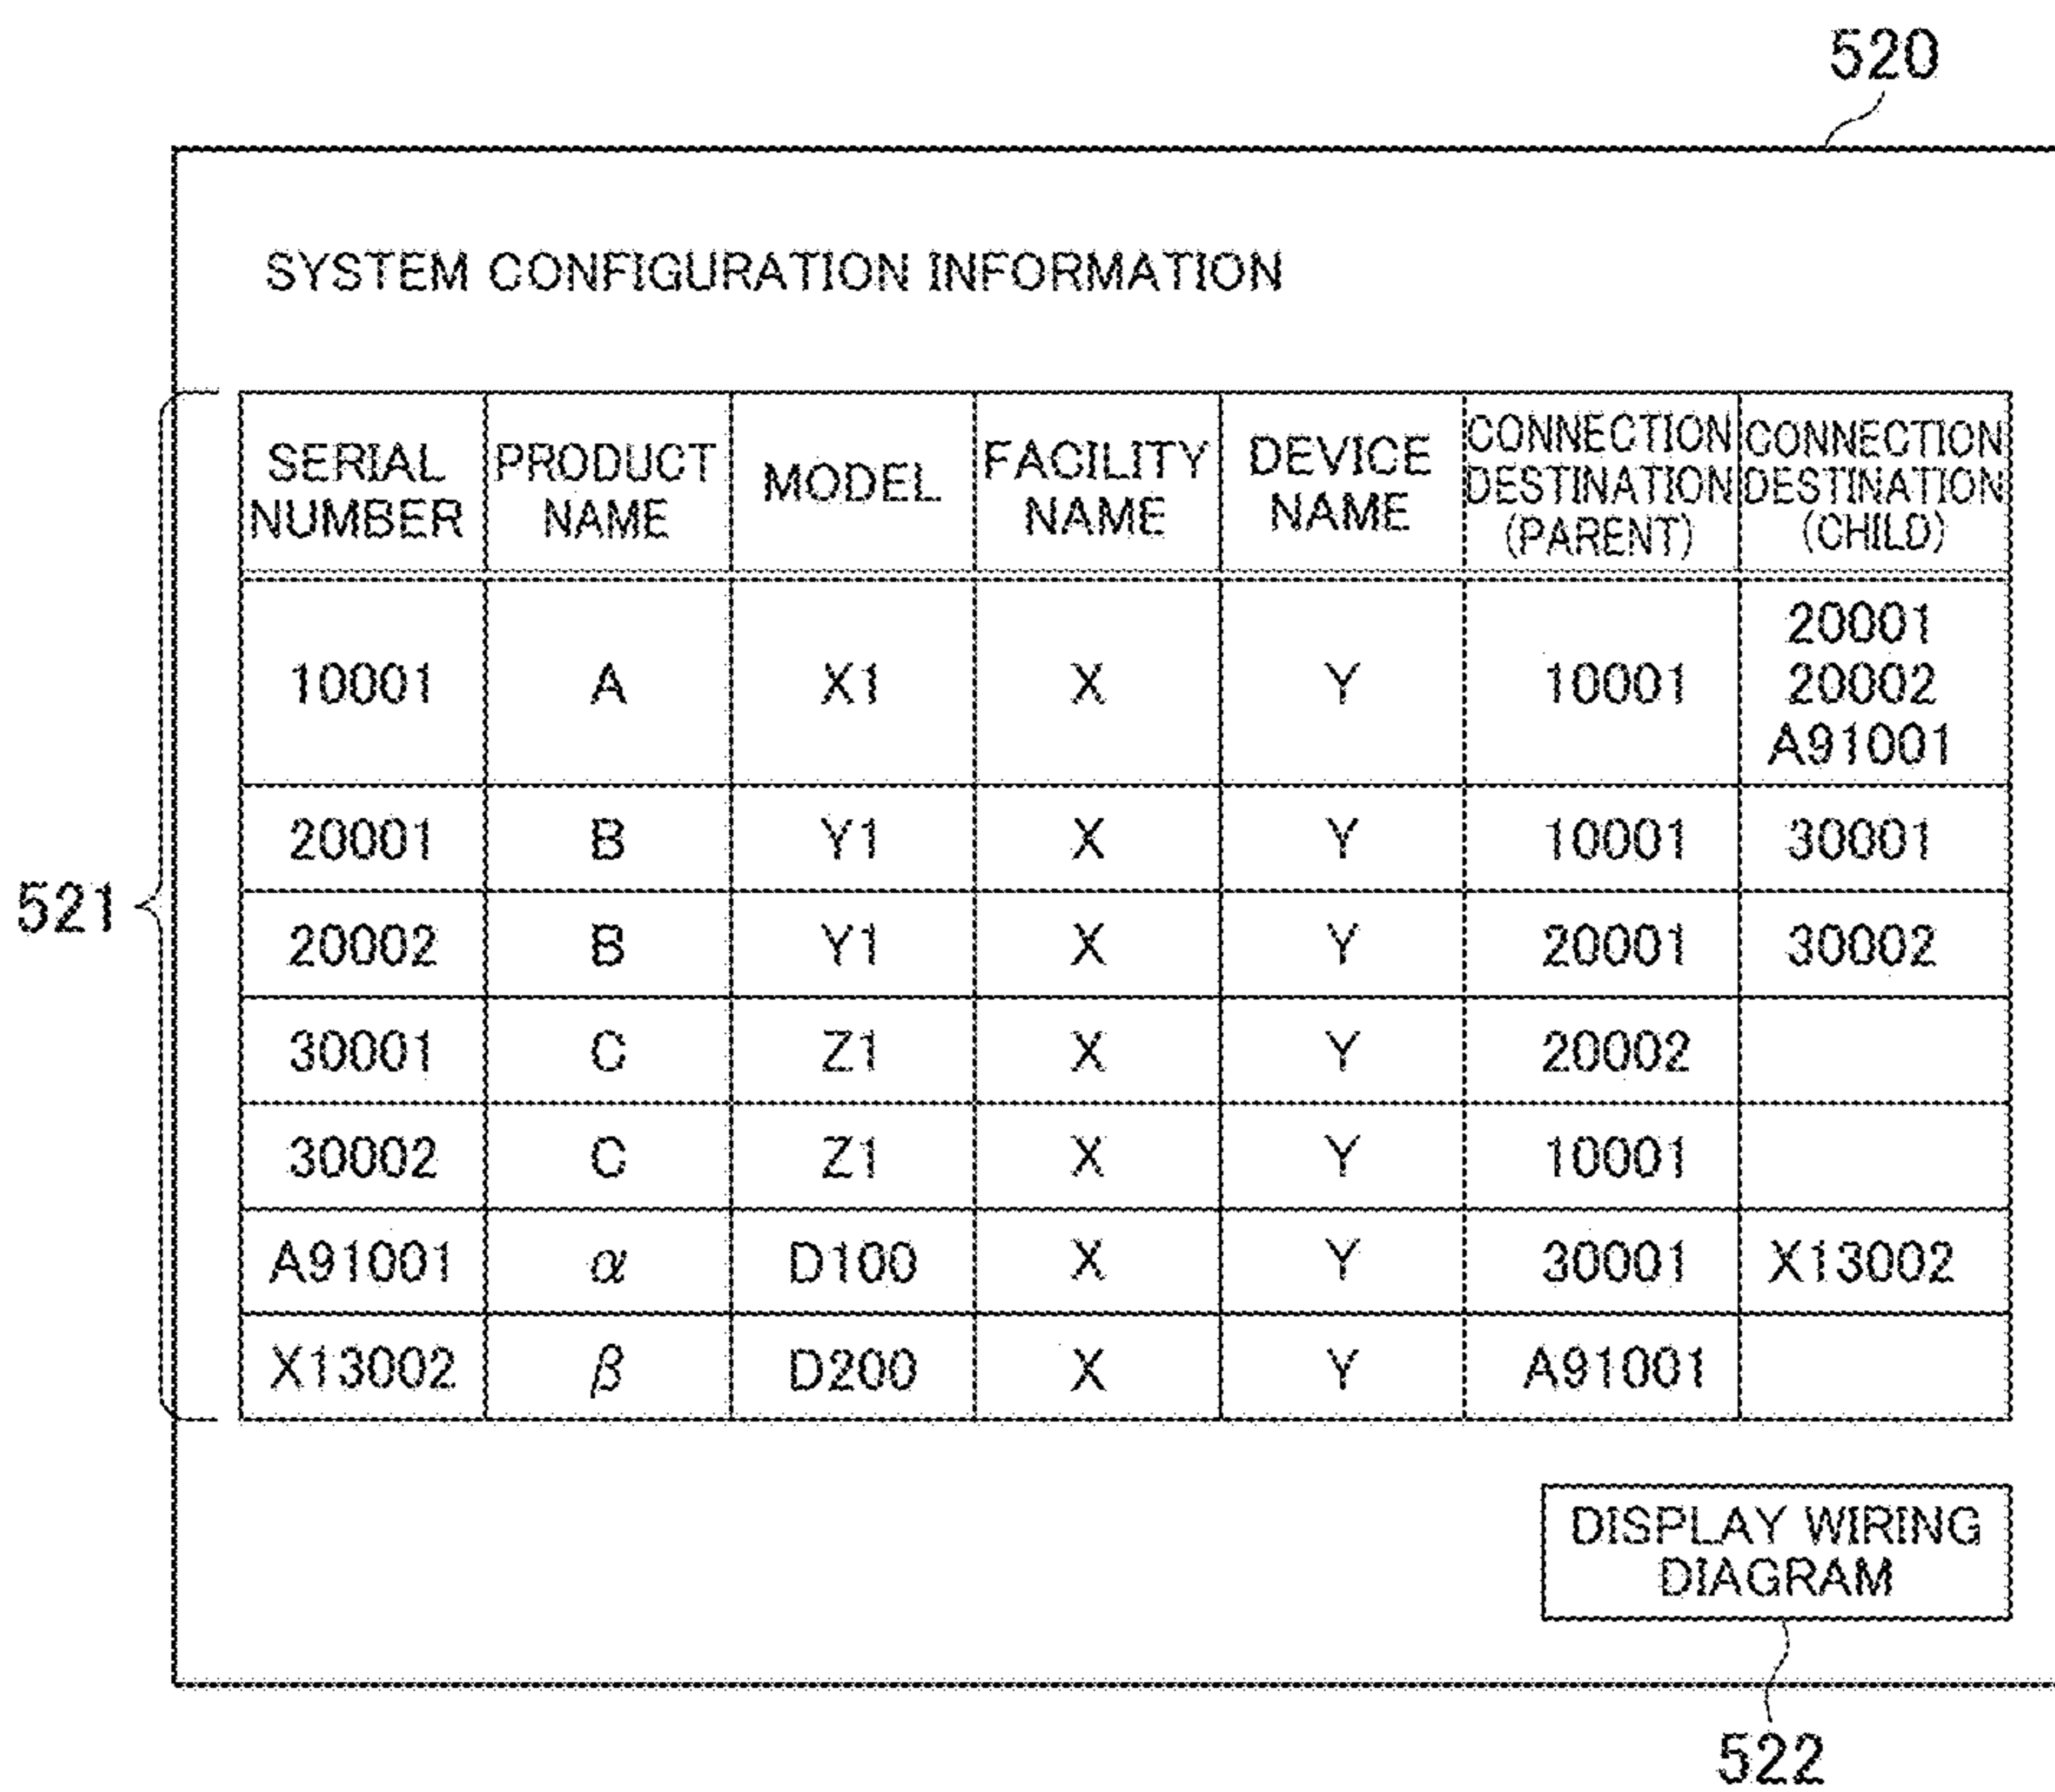 520
SYSTEM CONFIGURATION INFORMATION
SERIAL NUMBER PRODUCT NAME MODEL FACILITY NAME DEVICE NAME CONNECTION DESTINATION (PARENT) CONNECTION DESTINATION (CHILD)
10001 A X1 X Y 10001 20001 20002 A91001
20001 B Y1 X Y 10001 30001
521
20002 B Y1 X Y 20001 30002
30001 C Z1 X Y 20002
30002 C Z1 X Y 10001
A91001 α D100 X Y 30001 X13002
X13002 β D200 X Y A91001
DISPLAY WIRING
DIAGRAM
522